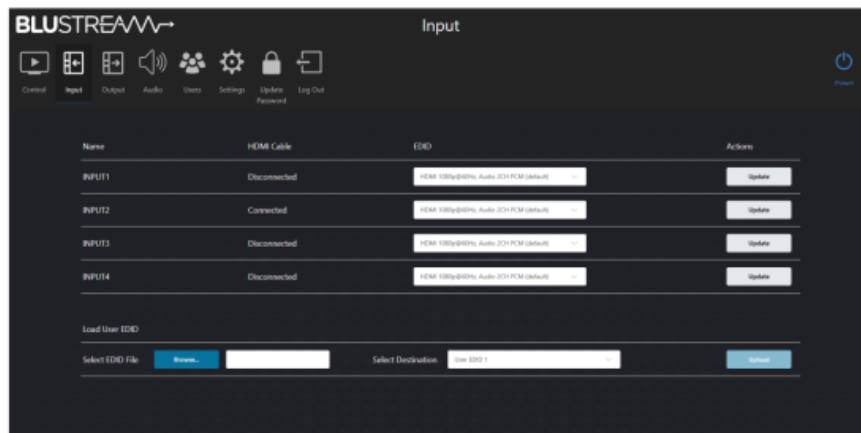 BLUSTREAM
Input
Control Input Output Audio Users Settings Update Password Log Out
Power
Name HDMI Cable EDID Actions
INPUT1 Disconnected HDMI 1080p@60Hz, Audio 2CH PCM (default) Update
INPUT2 Connected HDMI 1080p@60Hz, Audio 2CH PCM (default) Update
INPUT3 Disconnected HDMI 1080p@60Hz, Audio 2CH PCM (default) Update
INPUT4 Disconnected HDMI 1080p@60Hz, Audio 2CH PCM (default) Update
Load User EDID
Select EDID File Browse... Select Destination User EDID 1 Upload